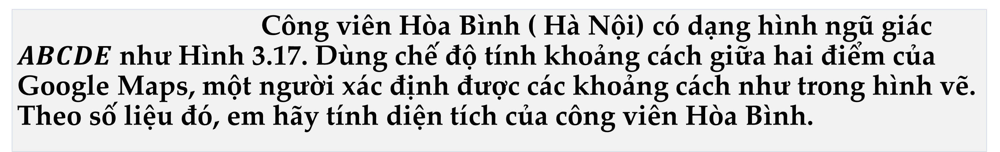 Công viên Hòa Bình ( Hà Nội) có dạng hình ngũ giác
ABCDE như Hình 3.17. Dùng chế độ tính khoảng cách giữa hai điểm của
Google Maps, một người xác định được các khoảng cách như trong hình vẽ.
Theo số liệu đó, em hãy tính diện tích của công viên Hòa Bình.